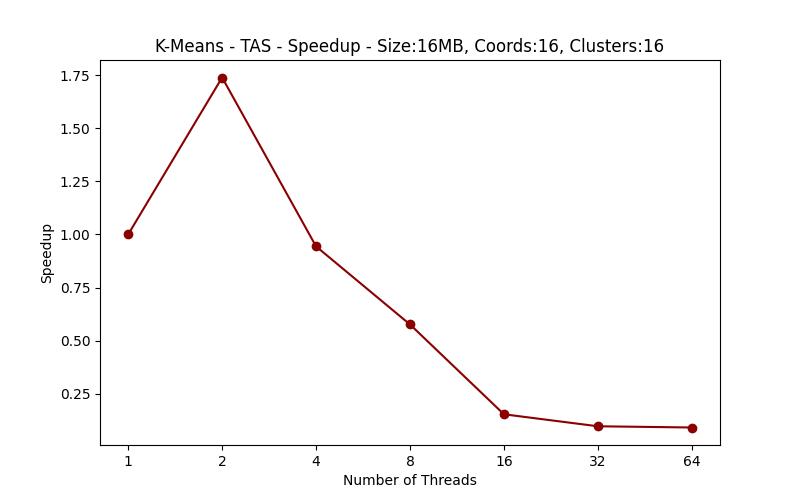 K-Means - TAS - Speedup - Size:16MB, Coords:16, Clusters:16
1.75
1.50
1.25
1.00
0.75
0.50
0.25
Speedup
1 2 4 8 16 32 64
Number of Threads